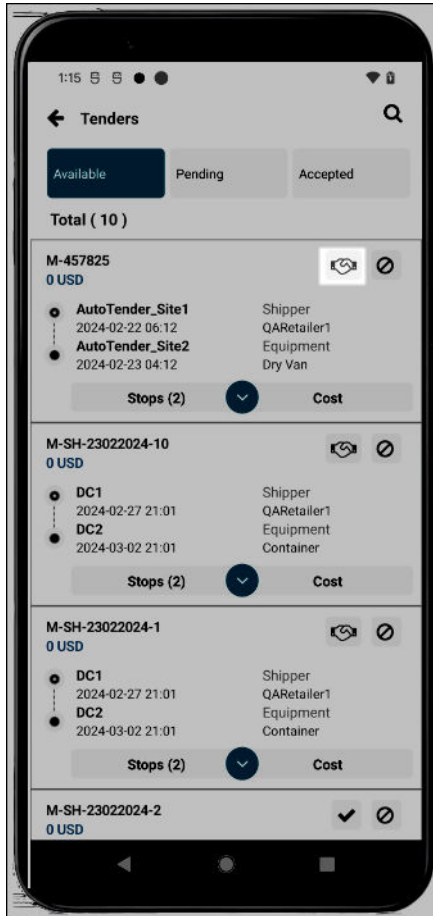 1:15
Tenders
Available Pending Accepted
Total ( 10 )
M-457825
0 USD
AutoTender_Site1 Shipper
2024-02-22 06:12 QARetailer1
AutoTender_Site2 Equipment
2024-02-23 04:12 Dry Van
Stops (2) Cost
M-SH-23022024-10
0 USD
DC1 Shipper
2024-02-27 21:01 QARetailer1
DC2 Equipment
2024-03-02 21:01 Container
Stops (2) Cost
M-SH-23022024-1
0 USD
DC1 Shipper
2024-02-27 21:01 QARetailer1
DC2 Equipment
2024-03-02 21:01 Container
Stops (2) Cost
M-SH-23022024-2
0 USD